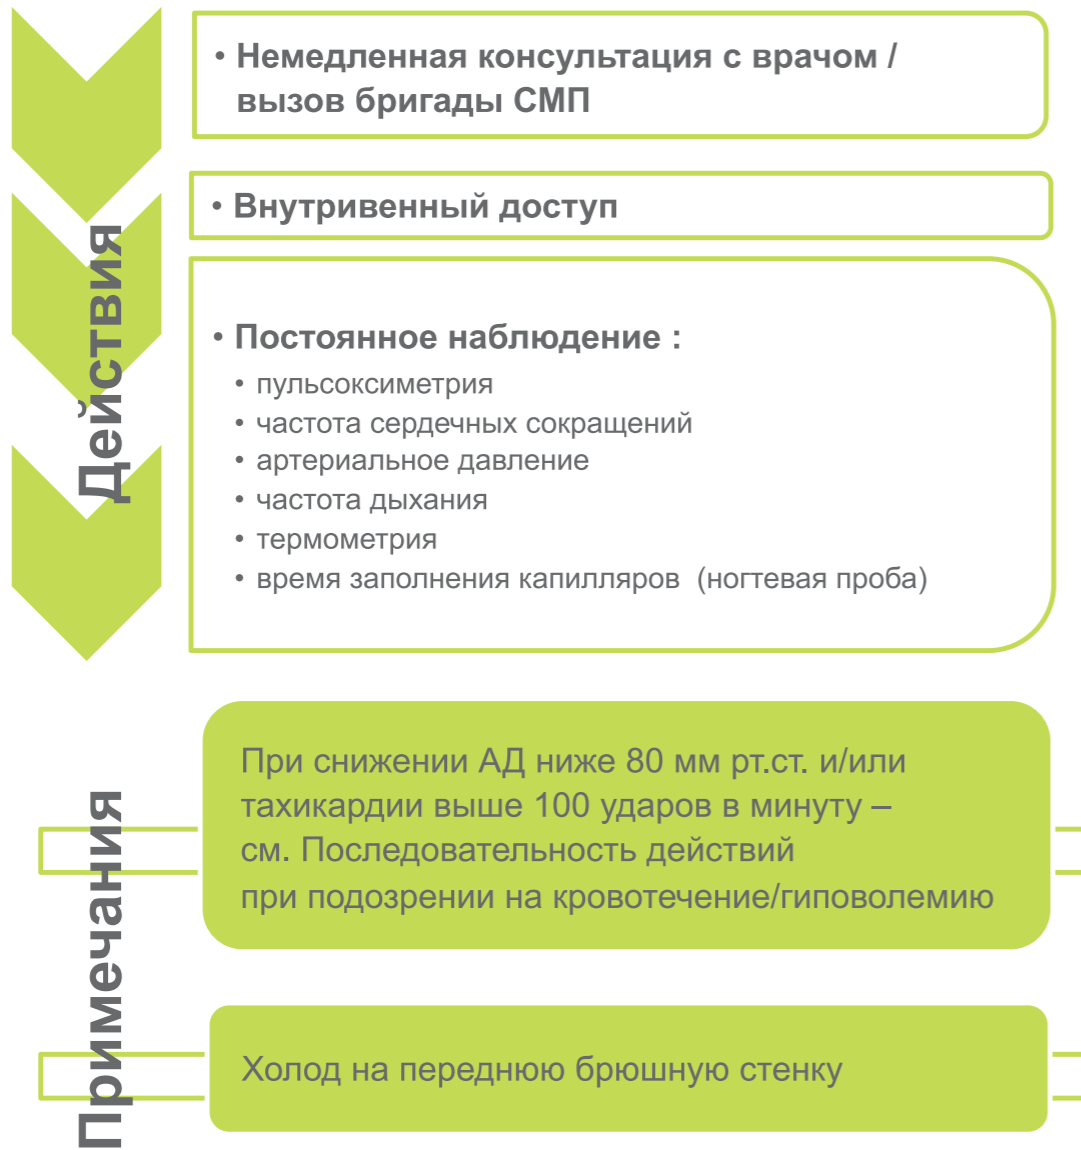 Действия
• Немедленная консультация с врачом /
вызов бригады СМП
• Внутривенный доступ
• Постоянное наблюдение :
• пульсоксиметрия
• частота сердечных сокращений
• артериальное давление
• частота дыхания
• термометрия
• время заполнения капилляров (ногтевая проба)
Примечания
При снижении АД ниже 80 мм рт.ст. и/или
тахикардии выше 100 ударов в минуту –
см. Последовательность действий
при подозрении на кровотечение/гиповолемию
Холод на переднюю брюшную стенку